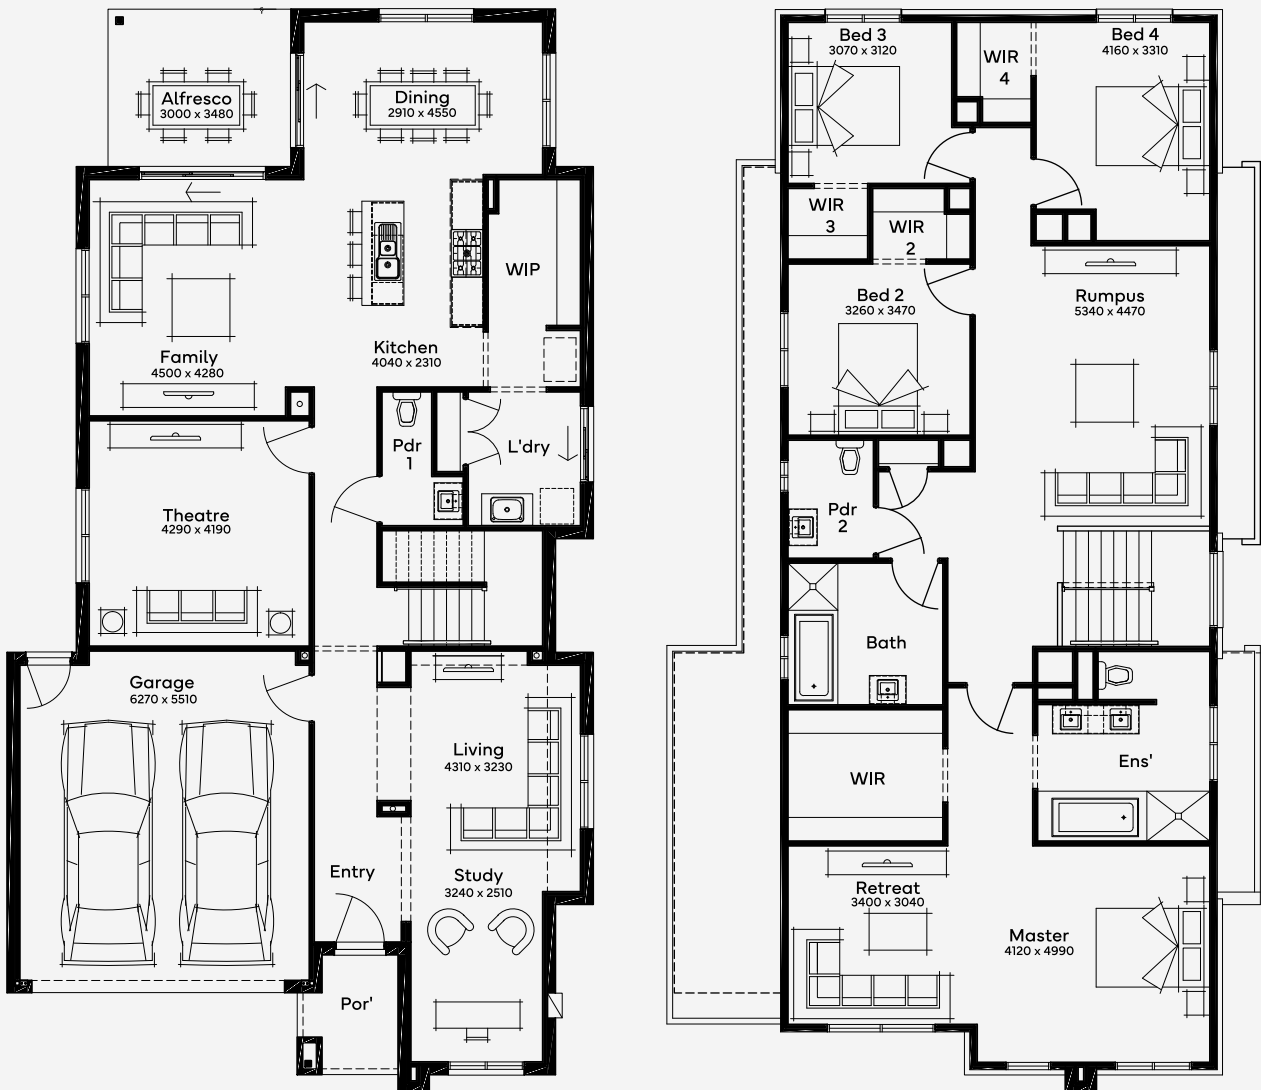 Alfresco
3000 x 3480
Dining
2910 x 4550
WIP
Family
4500 x 4280
Kitchen
4040 x 2310
Pdr
1
L'dry
Theatre
4290 x 4190
Garage
6270 x 5510
Living
4310 x 3230
Entry
Study
3240 x 2510
Por'
Bed 3
3070 x 3120
WIR
4
Bed 4
4160 x 3310
WIR
3
WIR
2
Bed 2
3260 x 3470
Rumpus
5340 x 4470
Pdr
2
Bath
Ens'
WIR
Retreat
3400 x 3040
Master
4120 x 4990